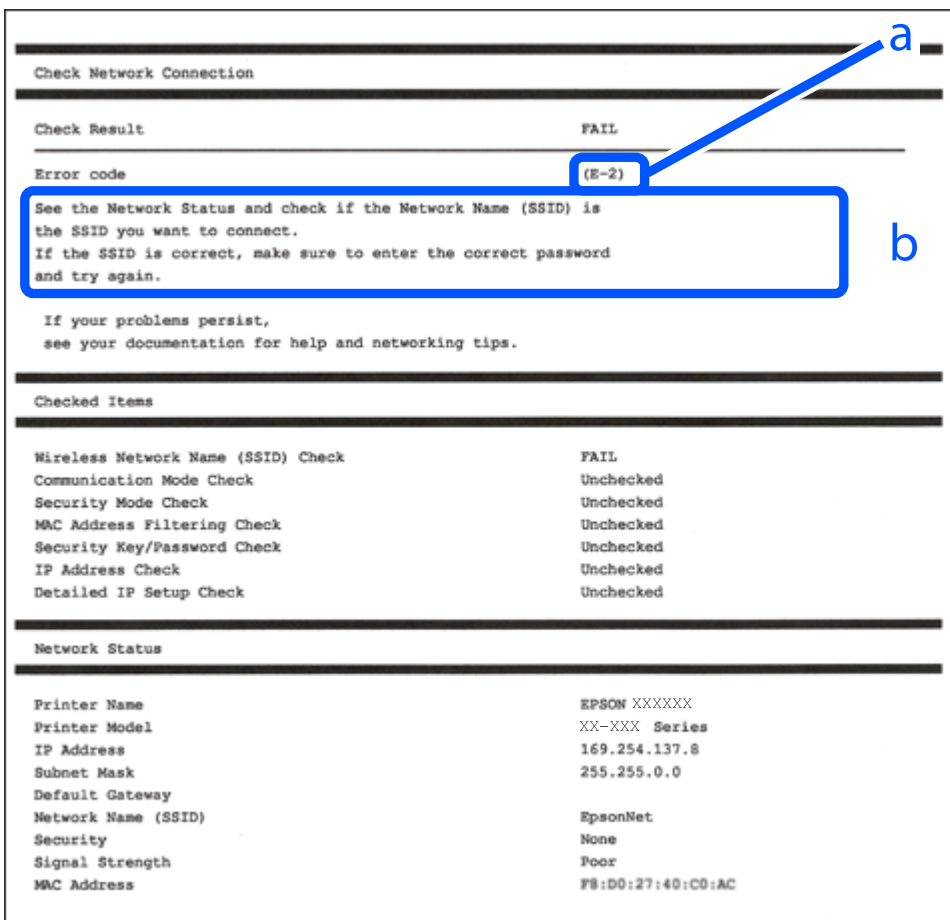 a
Check Network Connection
Check Result FAIL
Error code (E-2)
See the Network Status and check if the Network Name (SSID) is
the SSID you want to connect.
If the SSID is correct, make sure to enter the correct password
and try again.
b
If your problems persist,
see your documentation for help and networking tips.
Checked Items
Wireless Network Name (SSID) Check FAIL
Communication Mode Check Unchecked
Security Mode Check Unchecked
MAC Address Filtering Check Unchecked
Security Key/Password Check Unchecked
IP Address Check Unchecked
Detailed IP Setup Check Unchecked
Network Status
Printer Name EPSON XXXXXX
Printer Model XX-XXX Series
IP Address 169.254.137.8
Subnet Mask 255.255.0.0
Default Gateway
Network Name (SSID) EpsonNet
Security None
Signal Strength Poor
MAC Address F8:D0:27:40:C0:AC